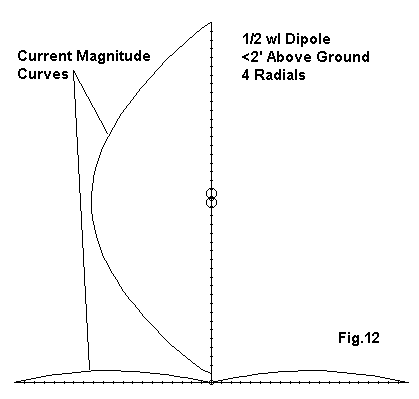 Current Magnitude
Curves
1/2 wl Dipole
<2' Above Ground
4 Radials
Fig.12